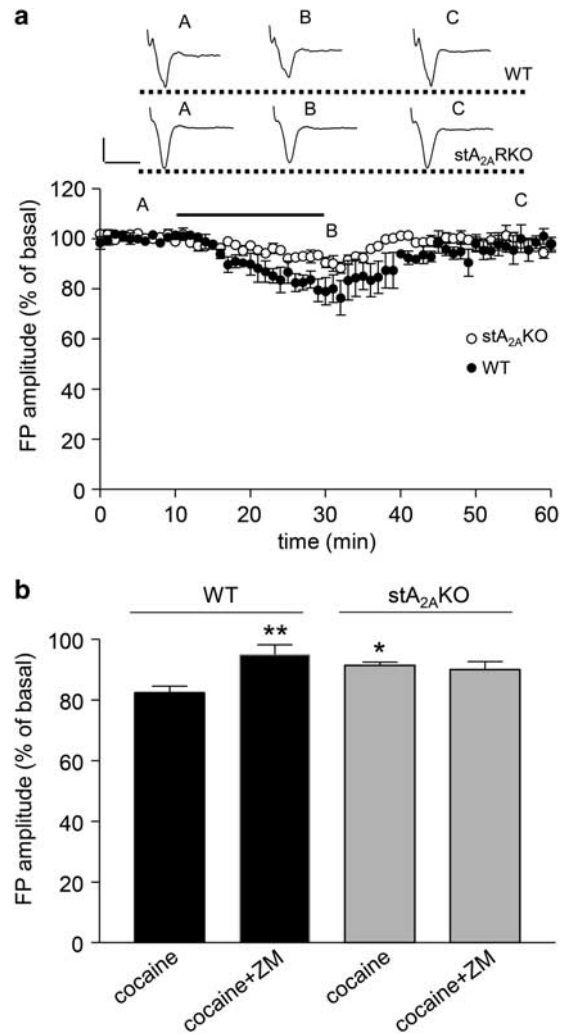 a
A B C
WT
A B C
stA2ARKO
120
100
80
60
40
20
0
A
B
C
stA2AKO
WT
FP amplitude (% of basal)
0 10 20 30 40 50 60
time (min)
b
WT stA2AKO
100
80
60
40
20
0
** *
FP amplitude (% of basal)
cocaine cocaine+ZM cocaine cocaine+ZM